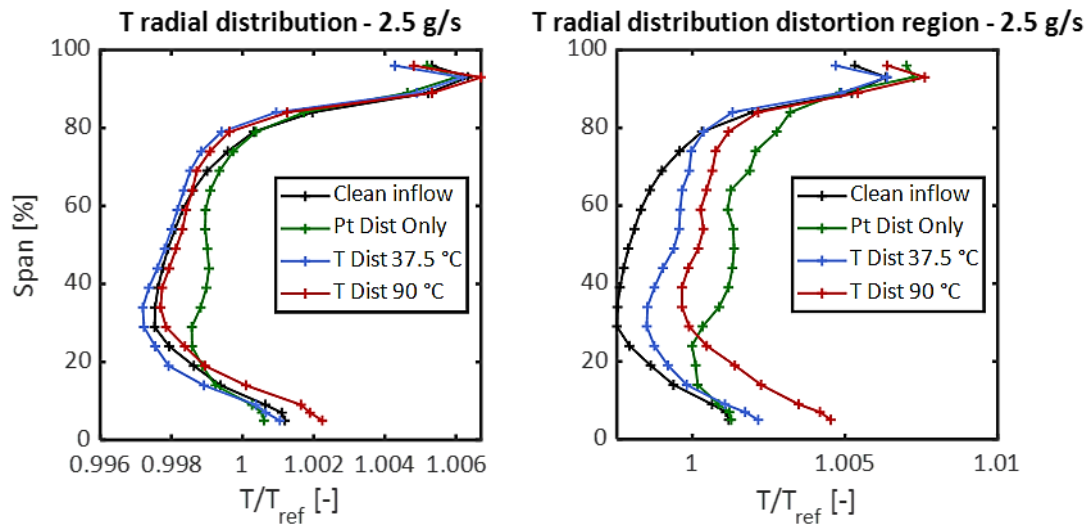 T radial distribution - 2.5 g/s
100
80
60
40
20
0
Span [%]
0.996 0.998 1 1.002 1.004 1.006
T/Tref [-]
Clean inflow
Pt Dist Only
T Dist 37.5 °C
T Dist 90 °C
T radial distribution distortion region - 2.5 g/s
100
80
60
40
20
0
1 1.005 1.01
T/Tref [-]
Clean inflow
Pt Dist Only
T Dist 37.5 °C
T Dist 90 °C